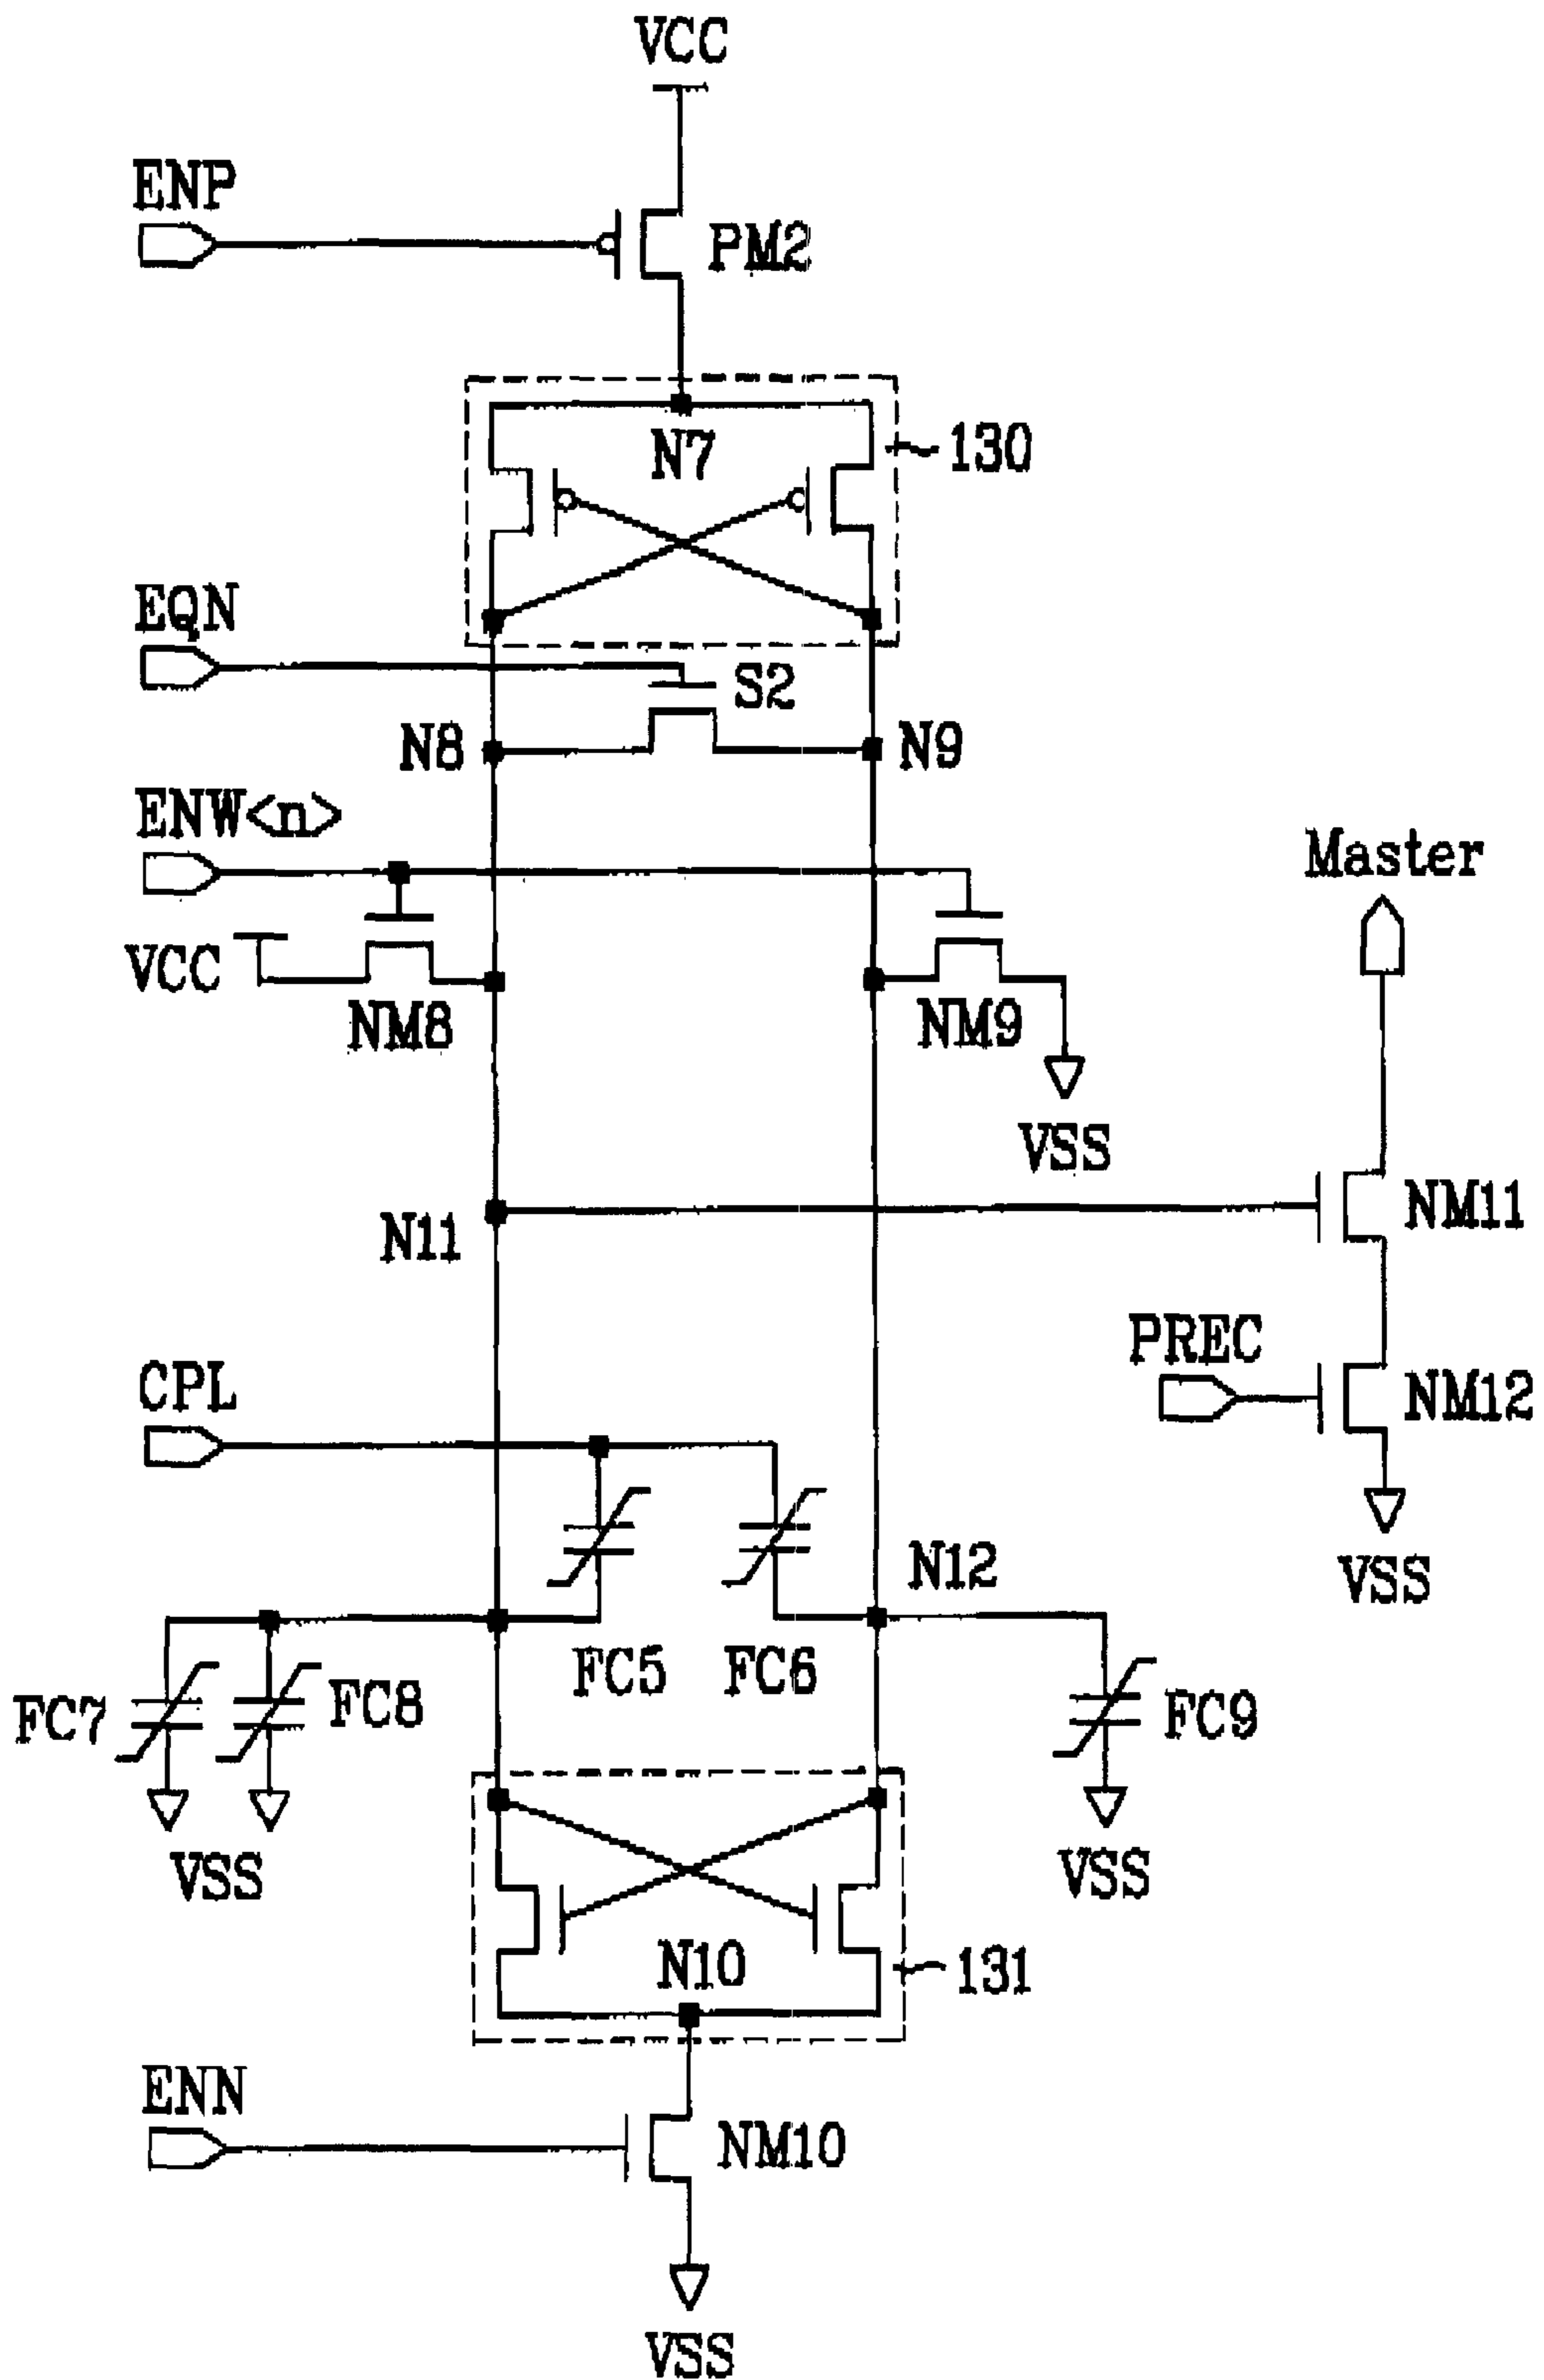 VCC
ENP
PM2
N7
130
EQN
S2
N8
N9
ENW<n>
Master
VCC
NM8
NM9
VSS
N11
NM11
PREC
CPL
NM12
N12
VSS
FC5
FC6
FC7
FC8
FC9
VSS
VSS
N10
131
ENN
NM10
VSS